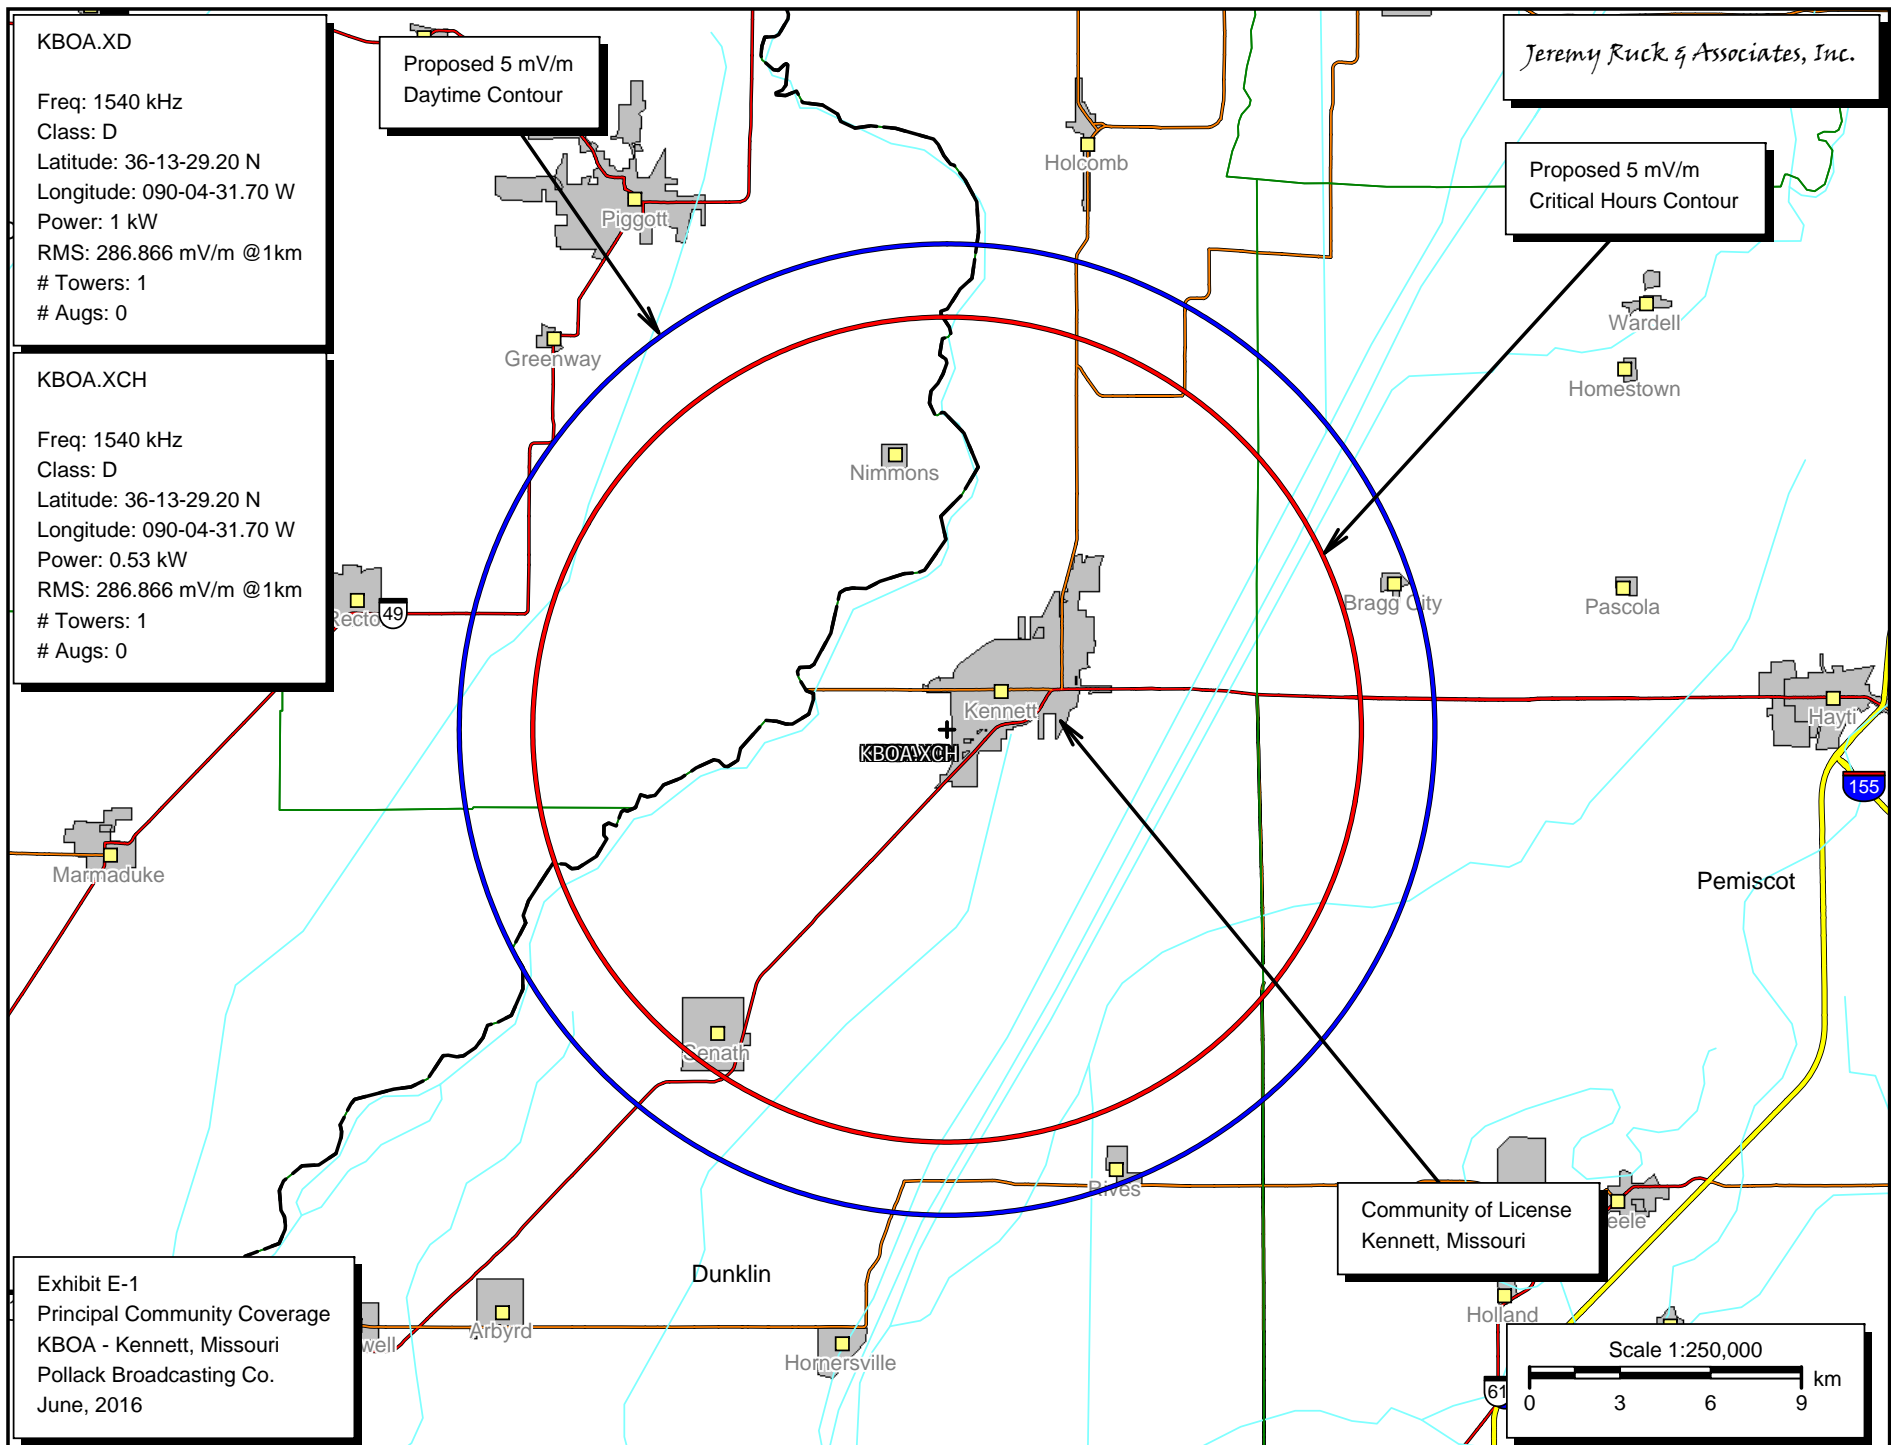 KBOA.XD
Freq: 1540 kHz
Class: D
Latitude: 36-13-29.20 N
Longitude: 090-04-31.70 W
Power: 1 kW
RMS: 286.866 mV/m @1km
# Towers: 1
# Augs: 0
KBOA.XCH
Freq: 1540 kHz
Class: D
Latitude: 36-13-29.20 N
Longitude: 090-04-31.70 W
Power: 0.53 kW
RMS: 286.866 mV/m @1km
# Towers: 1
# Augs: 0
Proposed 5 mV/m
Daytime Contour
Jeremy Ruck & Associates, Inc.
Proposed 5 mV/m
Critical Hours Contour
Holcomb
Piggott
Wardell
Greenway
Homestown
Nimmons
Bragg City
Pascola
Recto
49
Kennett
Hayti
KBOA.XCH
155
Marmaduke
Pemiscot
Senath
Rives
Community of License
Kennett, Missouri
eele
Dunklin
Holland
Arbyrd
well
Hornersville
61
Exhibit E-1
Principal Community Coverage
KBOA - Kennett, Missouri
Pollack Broadcasting Co.
June, 2016
Scale 1:250,000
km
0 3 6 9